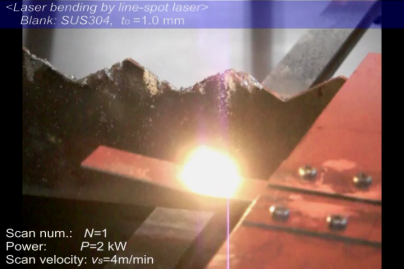 <Laser bending by line-spot laser>
Blank: SUS304, t₀=1.0 mm
Scan num.: N=1
Power: P=2 kW
Scan velocity: vₛ=4m/min